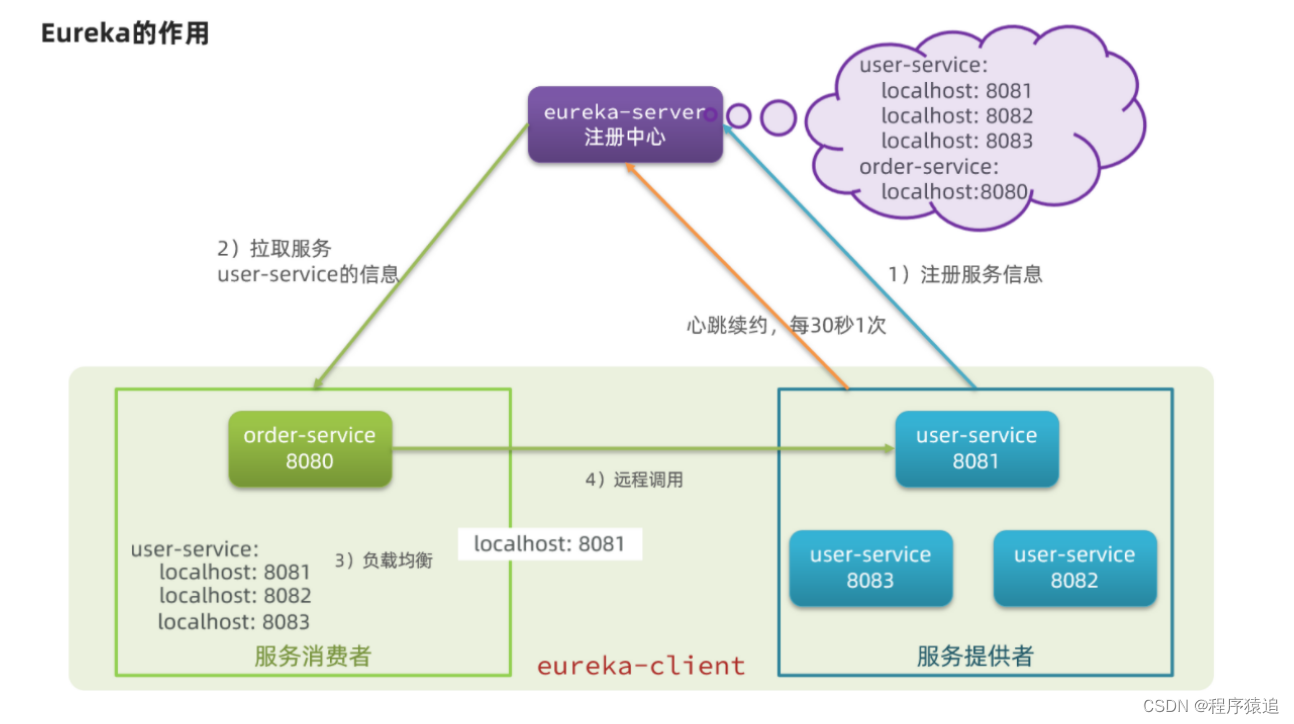 Eureka的作用
user-service:
localhost: 8081
localhost: 8082
localhost: 8083
order-service:
localhost:8080
eureka-server
注册中心
2）拉取服务
user-service的信息
1）注册服务信息
心跳续约，每30秒1次
order-service
8080
user-service
8081
4）远程调用
user-service:
localhost: 8081
localhost: 8082
localhost: 8083
3）负载均衡
localhost: 8081
user-service
8083
user-service
8082
服务消费者
eureka-client
服务提供者
CSDN @程序猿追